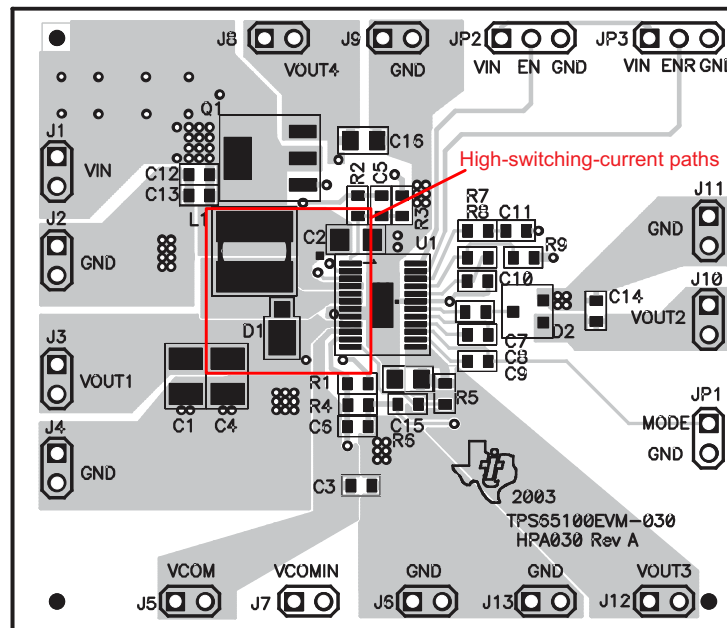 J8
VOUT4
J9
GND
JP2
VIN EN GND
JP3
VIN ENR GND
Q1
J1
VIN
C12
C13
L1
C16
R2
C5
R3
High-switching-current paths
J2
GND
C2
U1
R7
R8
C11
R9
C10
J11
GND
J10
VOUT2
C14
D2
D1
C7
C8
C9
J3
VOUT1
C1
C4
R1
R4
C6
C15
R5
R6
JP1
MODE
GND
J4
GND
C3
2003
TPS65100EVM-030
HPA030 Rev A
VCOM
J5
VCOMIN
J7
GND
J6
GND
J13
VOUT3
J12